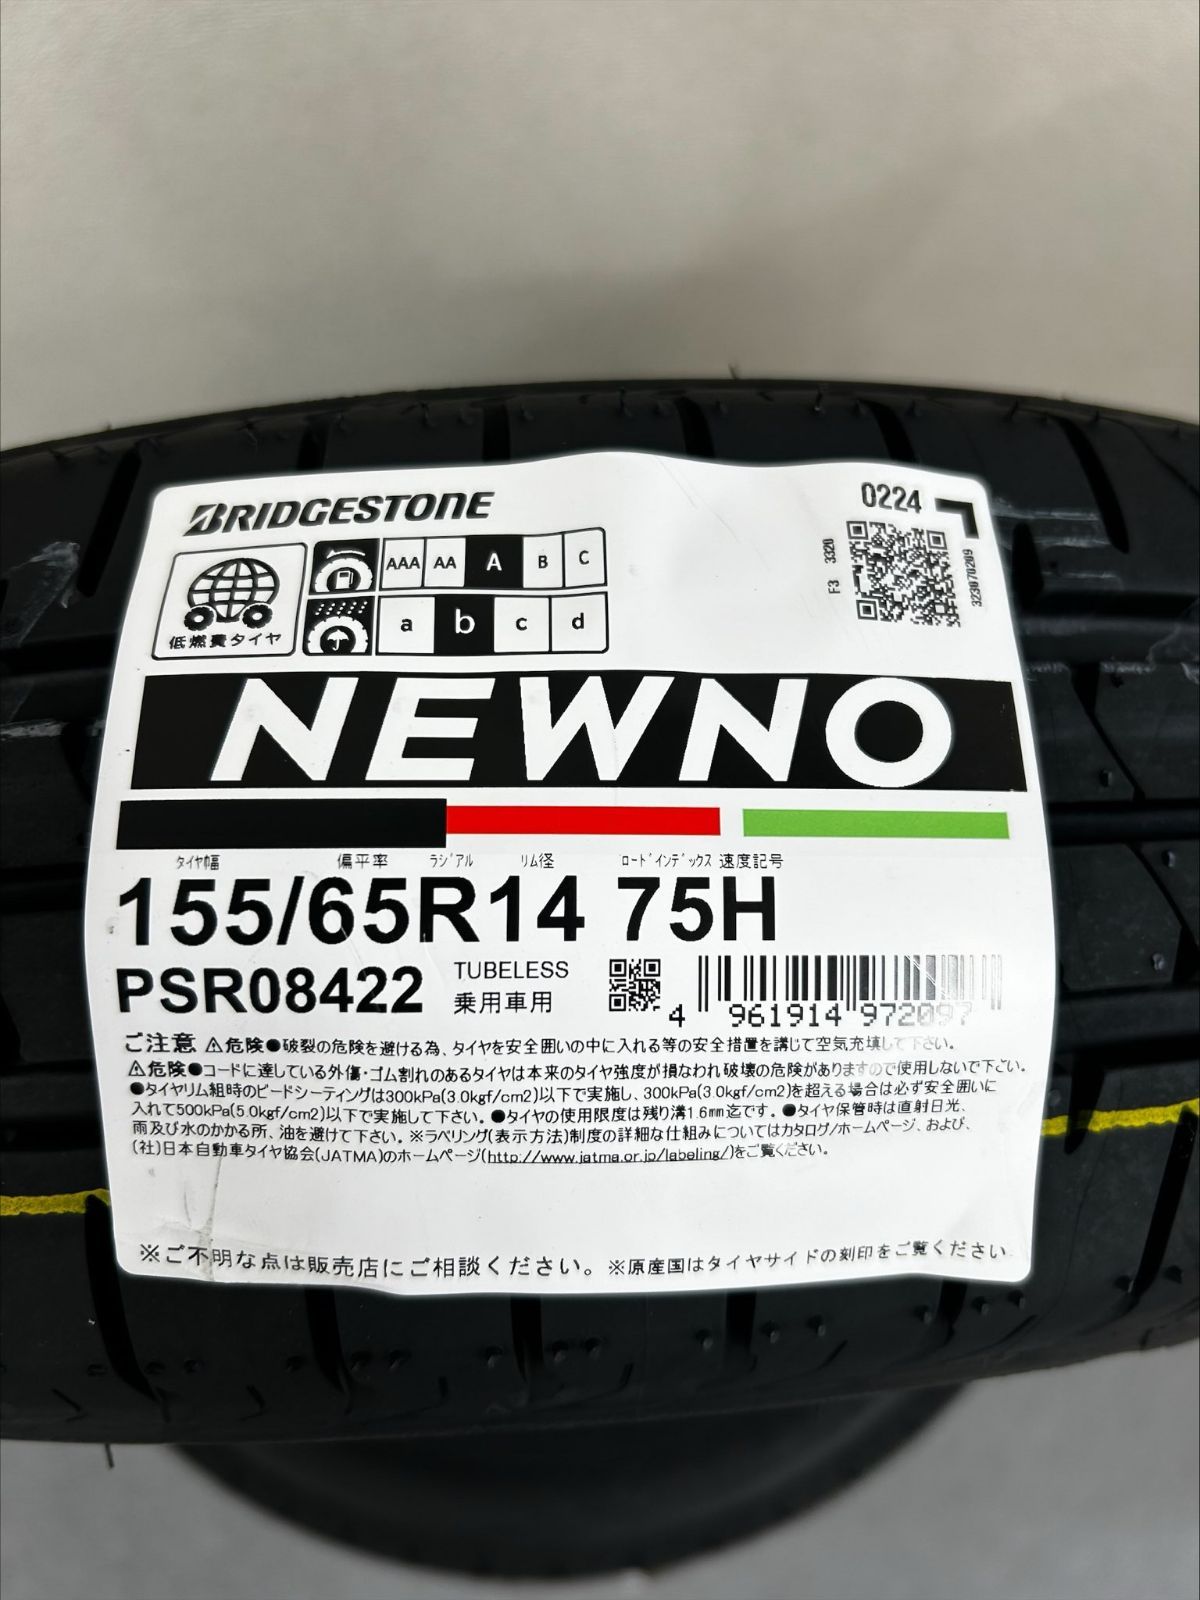 BRIDGESTONE
0224
F3 3320
323070209
低燃費タイヤ
AAA AA A B C
a b c d
NEWNO
タイヤ幅 偏平率 ラジアル リム径 ロードインデックス 速度記号
155/65R14 75H
PSR08422
TUBELESS
乗用車用
4 961914 972097
ご注意 ⚠危険●破裂の危険を避ける為、タイヤを安全囲いの中に入れる等の安全措置を講じて空気充填して下さい。
⚠危険●コードに達している外傷・ゴム割れのあるタイヤは本来のタイヤ強度が損なわれ破壊の危険がありますので使用しないで下さい。
●タイヤリム組時のビードシーティングは300kPa(3.0kgf/cm2)以下で実施し、300kPa(3.0kgf/cm2)を超える場合は必ず安全囲いに
入れて500kPa(5.0kgf/cm2)以下で実施して下さい。●タイヤの使用限度は残り溝1.6mm迄です。●タイヤ保管時は直射日光、
雨及び水のかかる所、油を避けて下さい。※ラベリング(表示方法)制度の詳細な仕組みについてはカタログ/ホームページ、および、
(社)日本自動車タイヤ協会(JATMA)のホームページ(http://www.jatma.or.jp/labeling/)をご覧ください。
※ご不明な点は販売店にご相談ください。※原産国はタイヤサイドの刻印をご覧ください